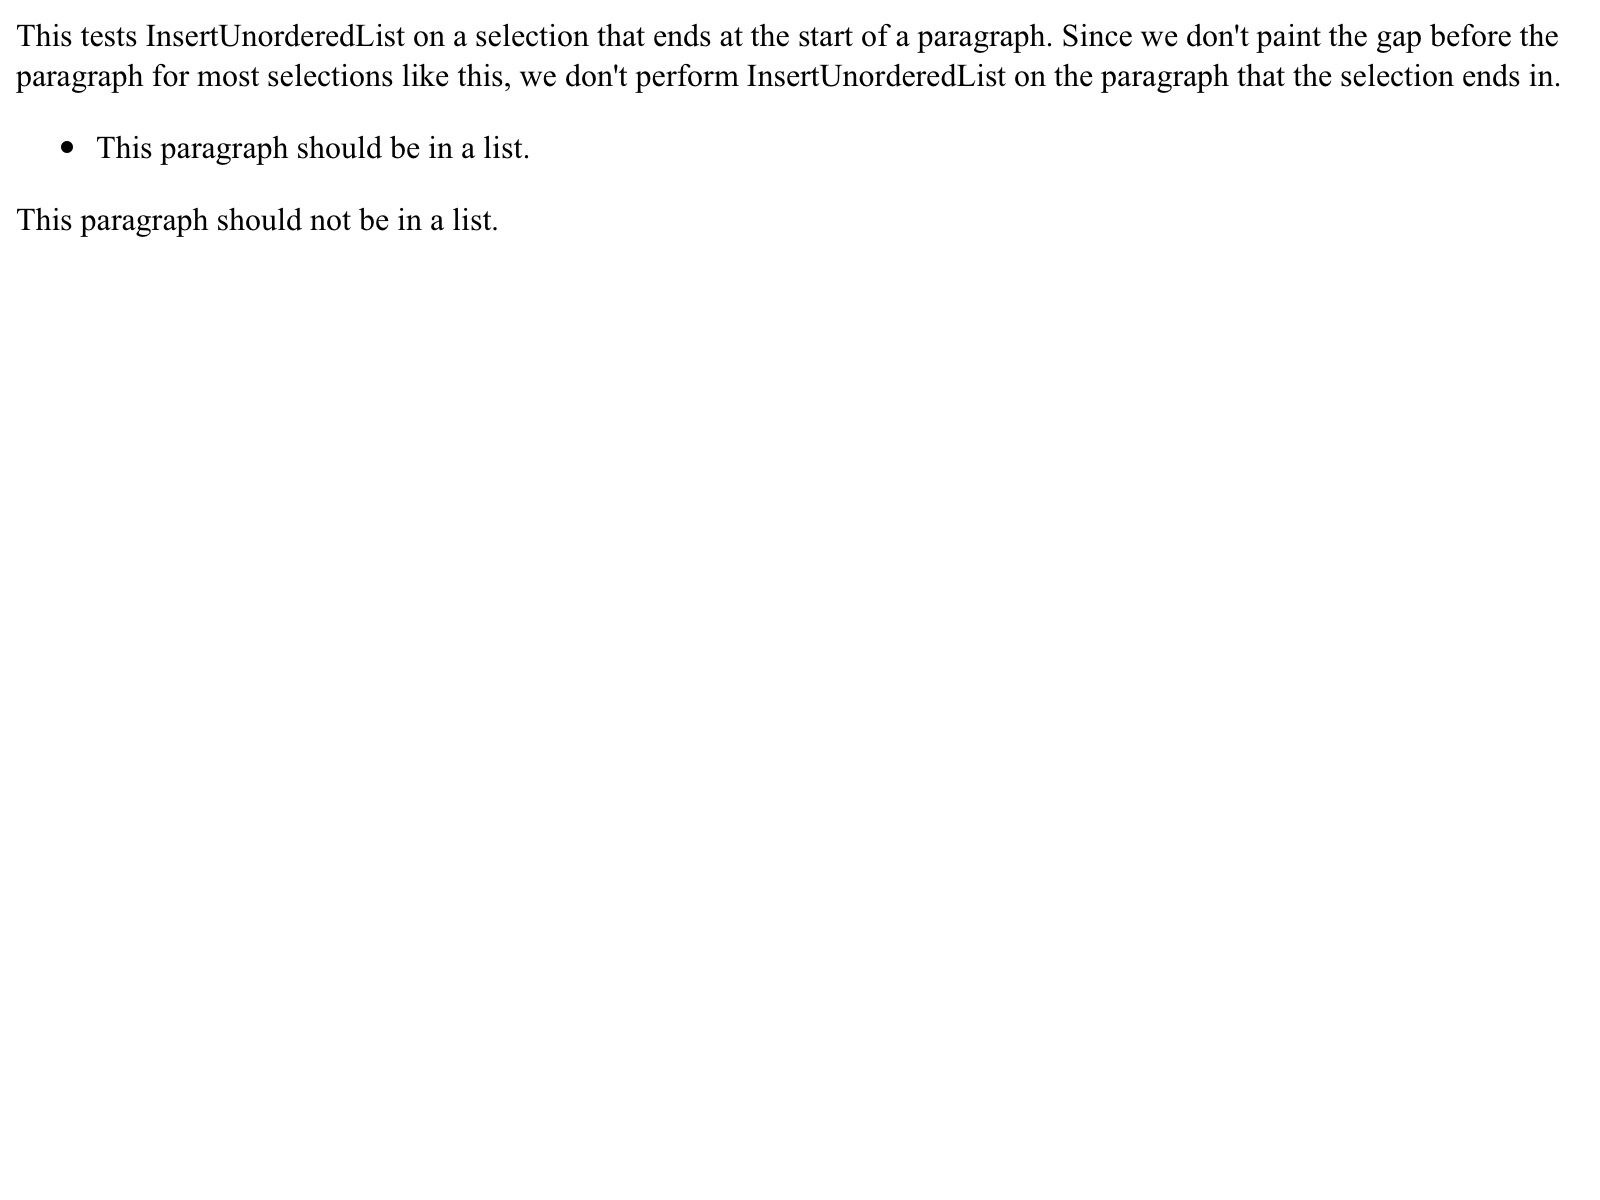 This tests InsertUnorderedList on a selection that ends at the start of a paragraph. Since we don't paint the gap before the
paragraph for most selections like this, we don't perform InsertUnorderedList on the paragraph that the selection ends in.
• This paragraph should be in a list.
This paragraph should not be in a list.